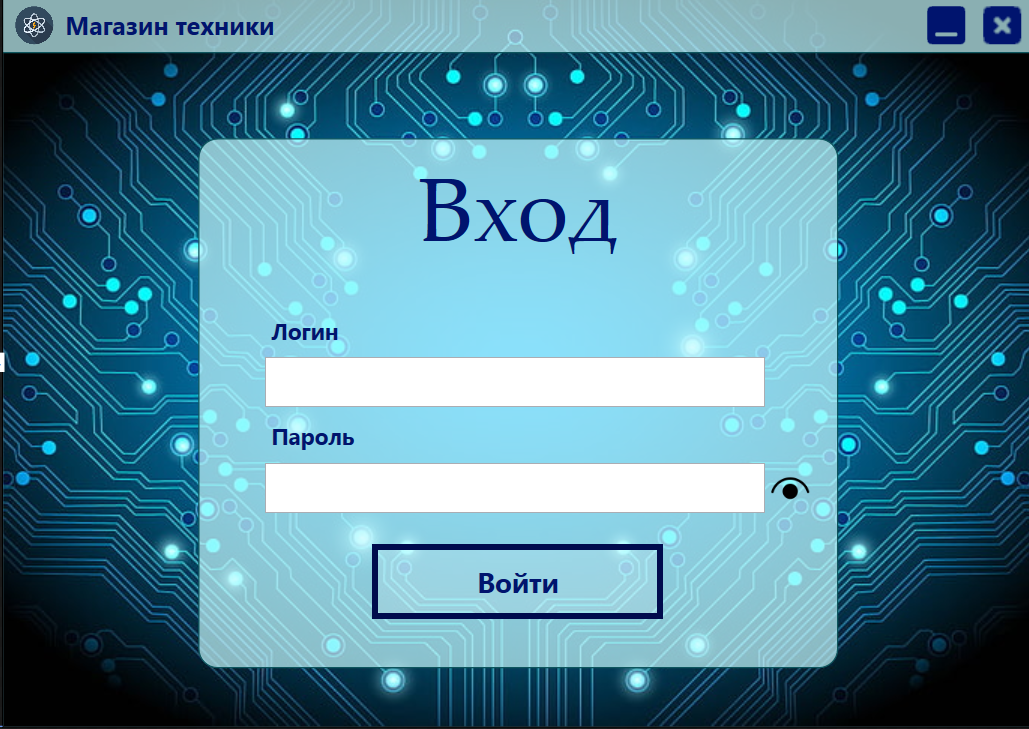 Магазин техники
Вход
Логин
Пароль
Войти